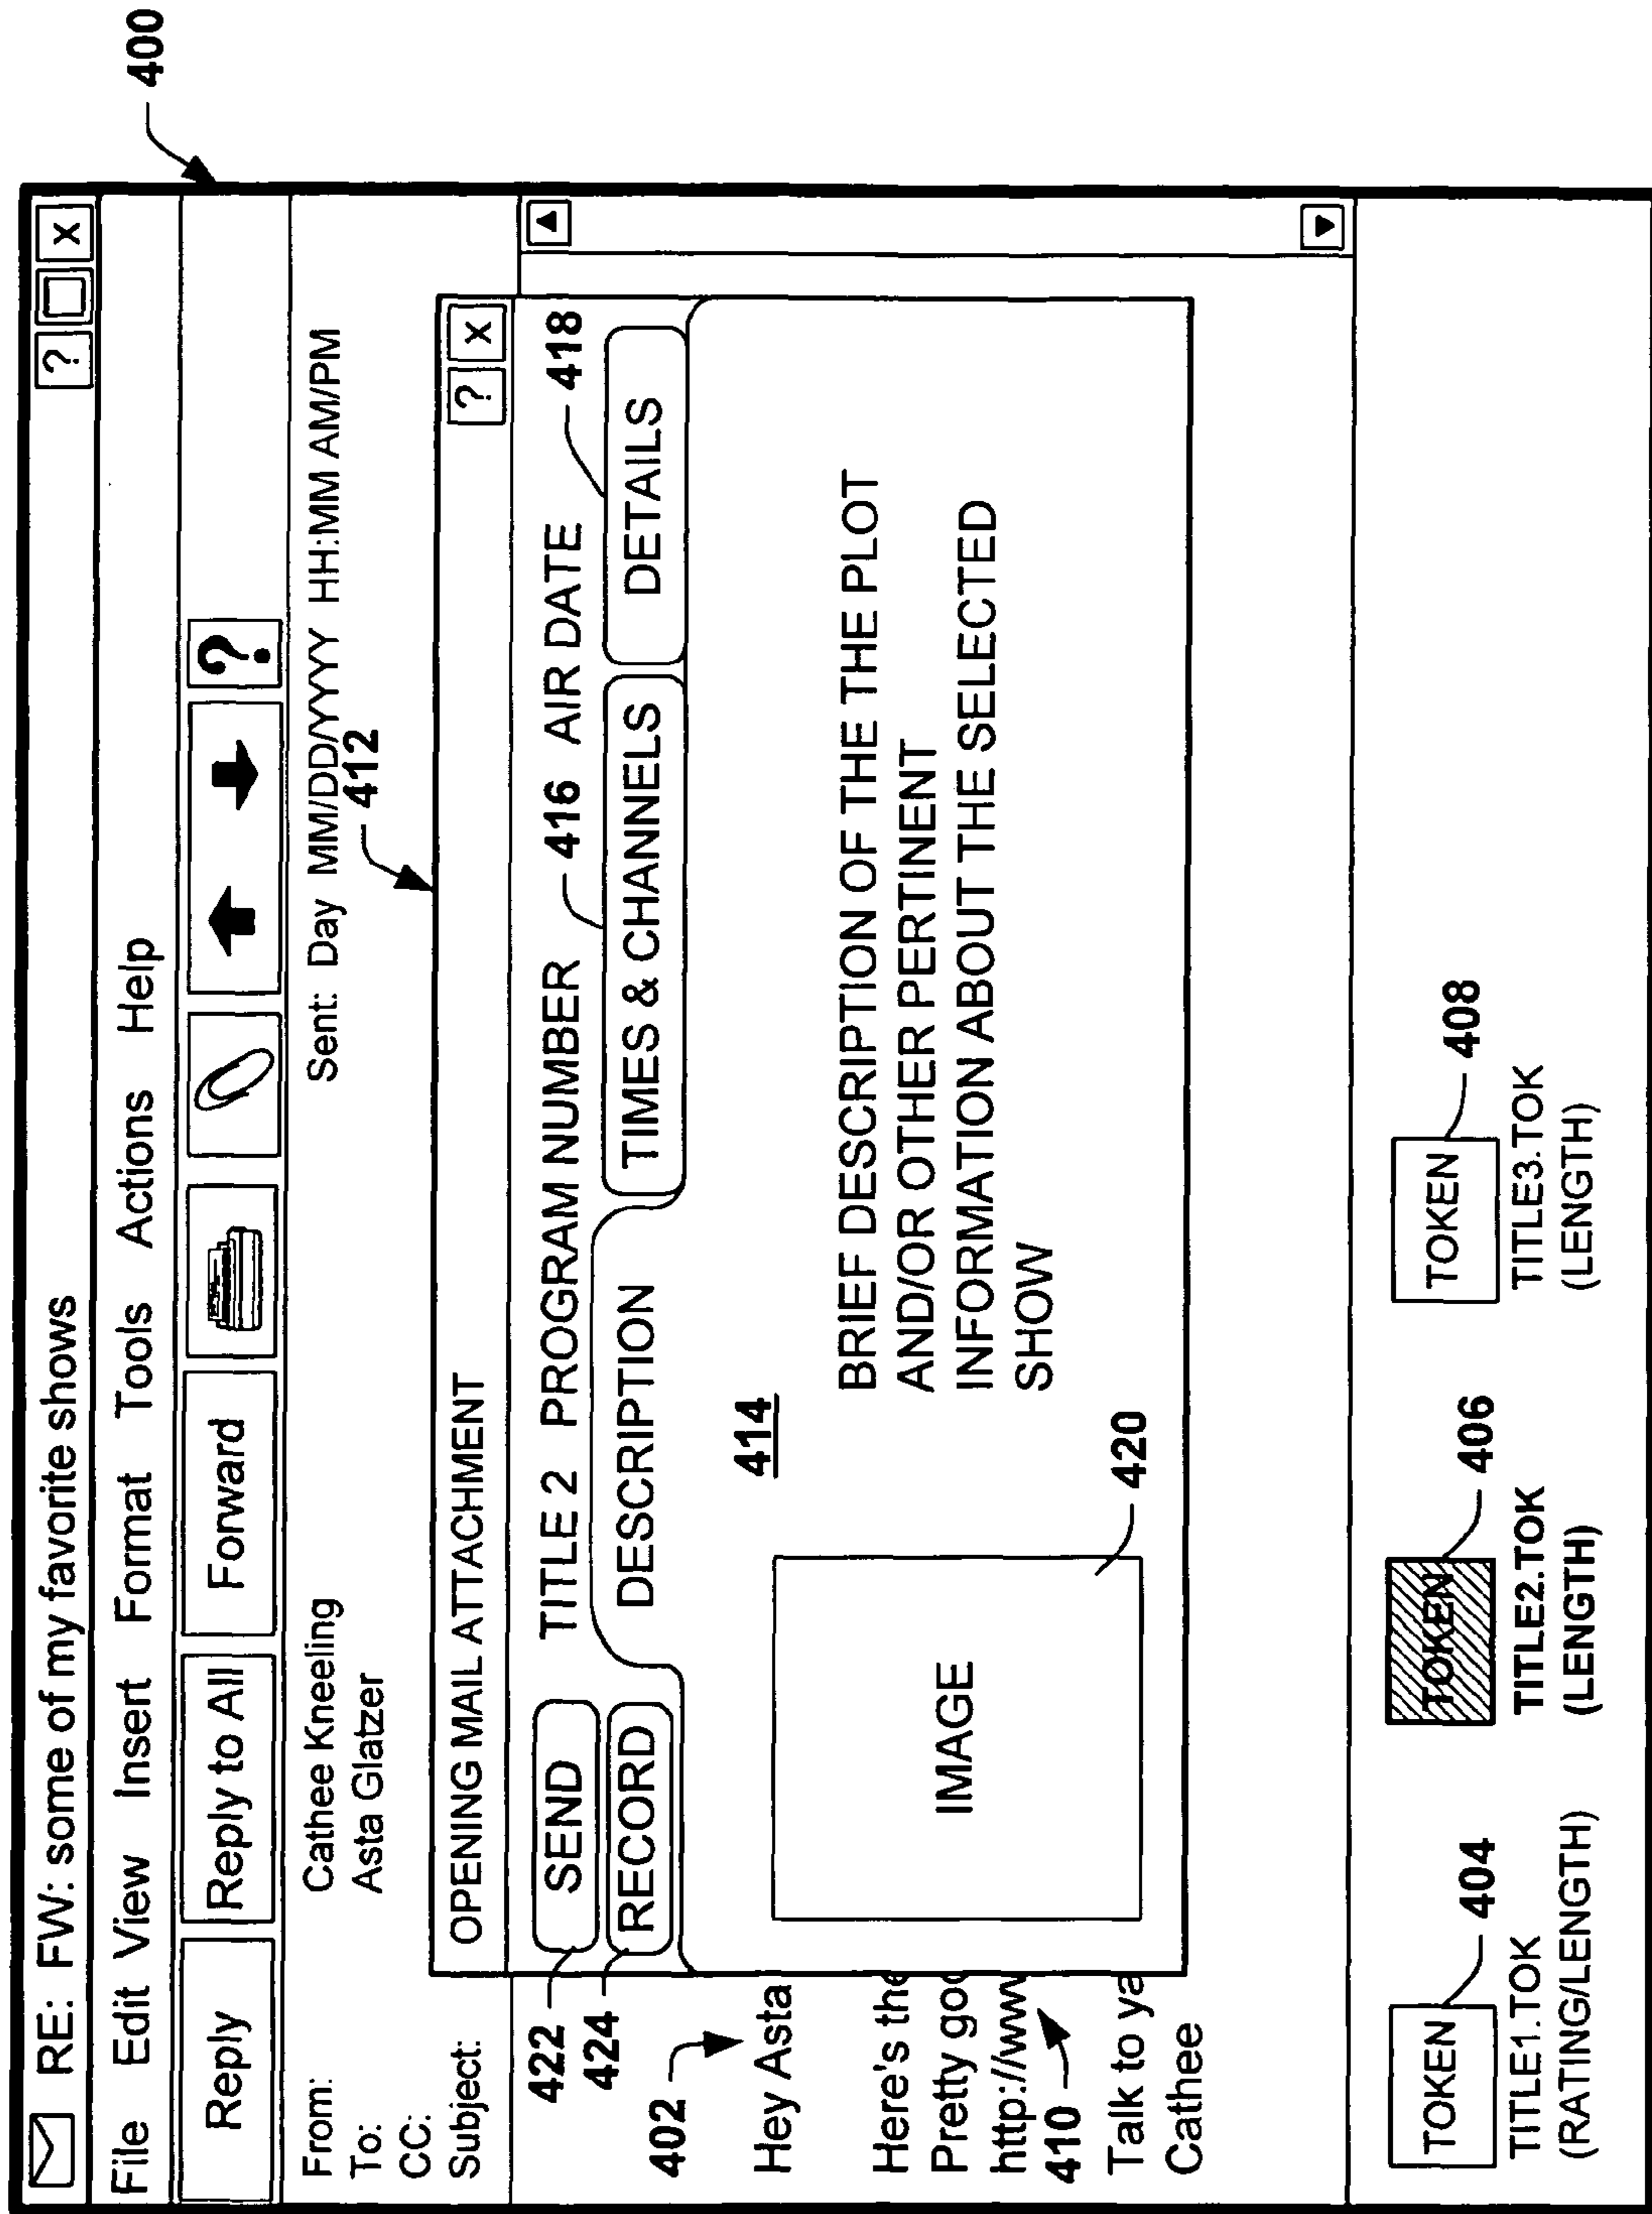 400
RE: FW: some of my favorite shows ? X
File Edit View Insert Format Tools Actions Help
Reply Reply to All Forward ?
From: Cathee Kneeling Sent: Day MM/DD/YYYY HH:MM AM/PM
To: Asta Glatzer
CC:
412
Subject:
OPENING MAIL ATTACHMENT ? X
422 SEND TITLE 2 PROGRAM NUMBER 416 AIR DATE 418
424 RECORD DESCRIPTION TIMES & CHANNELS DETAILS
402
414
Hey Asta
BRIEF DESCRIPTION OF THE THE PLOT
Here's the
AND/OR OTHER PERTINENT
Pretty goo
IMAGE
INFORMATION ABOUT THE SELECTED
http://www
SHOW
410
420
Talk to ya
Cathee
TOKEN 404
TITLE1.TOK
(RATING/LENGTH)
TOKEN 406
TITLE2.TOK
(LENGTH)
TOKEN 408
TITLE3.TOK
(LENGTH)